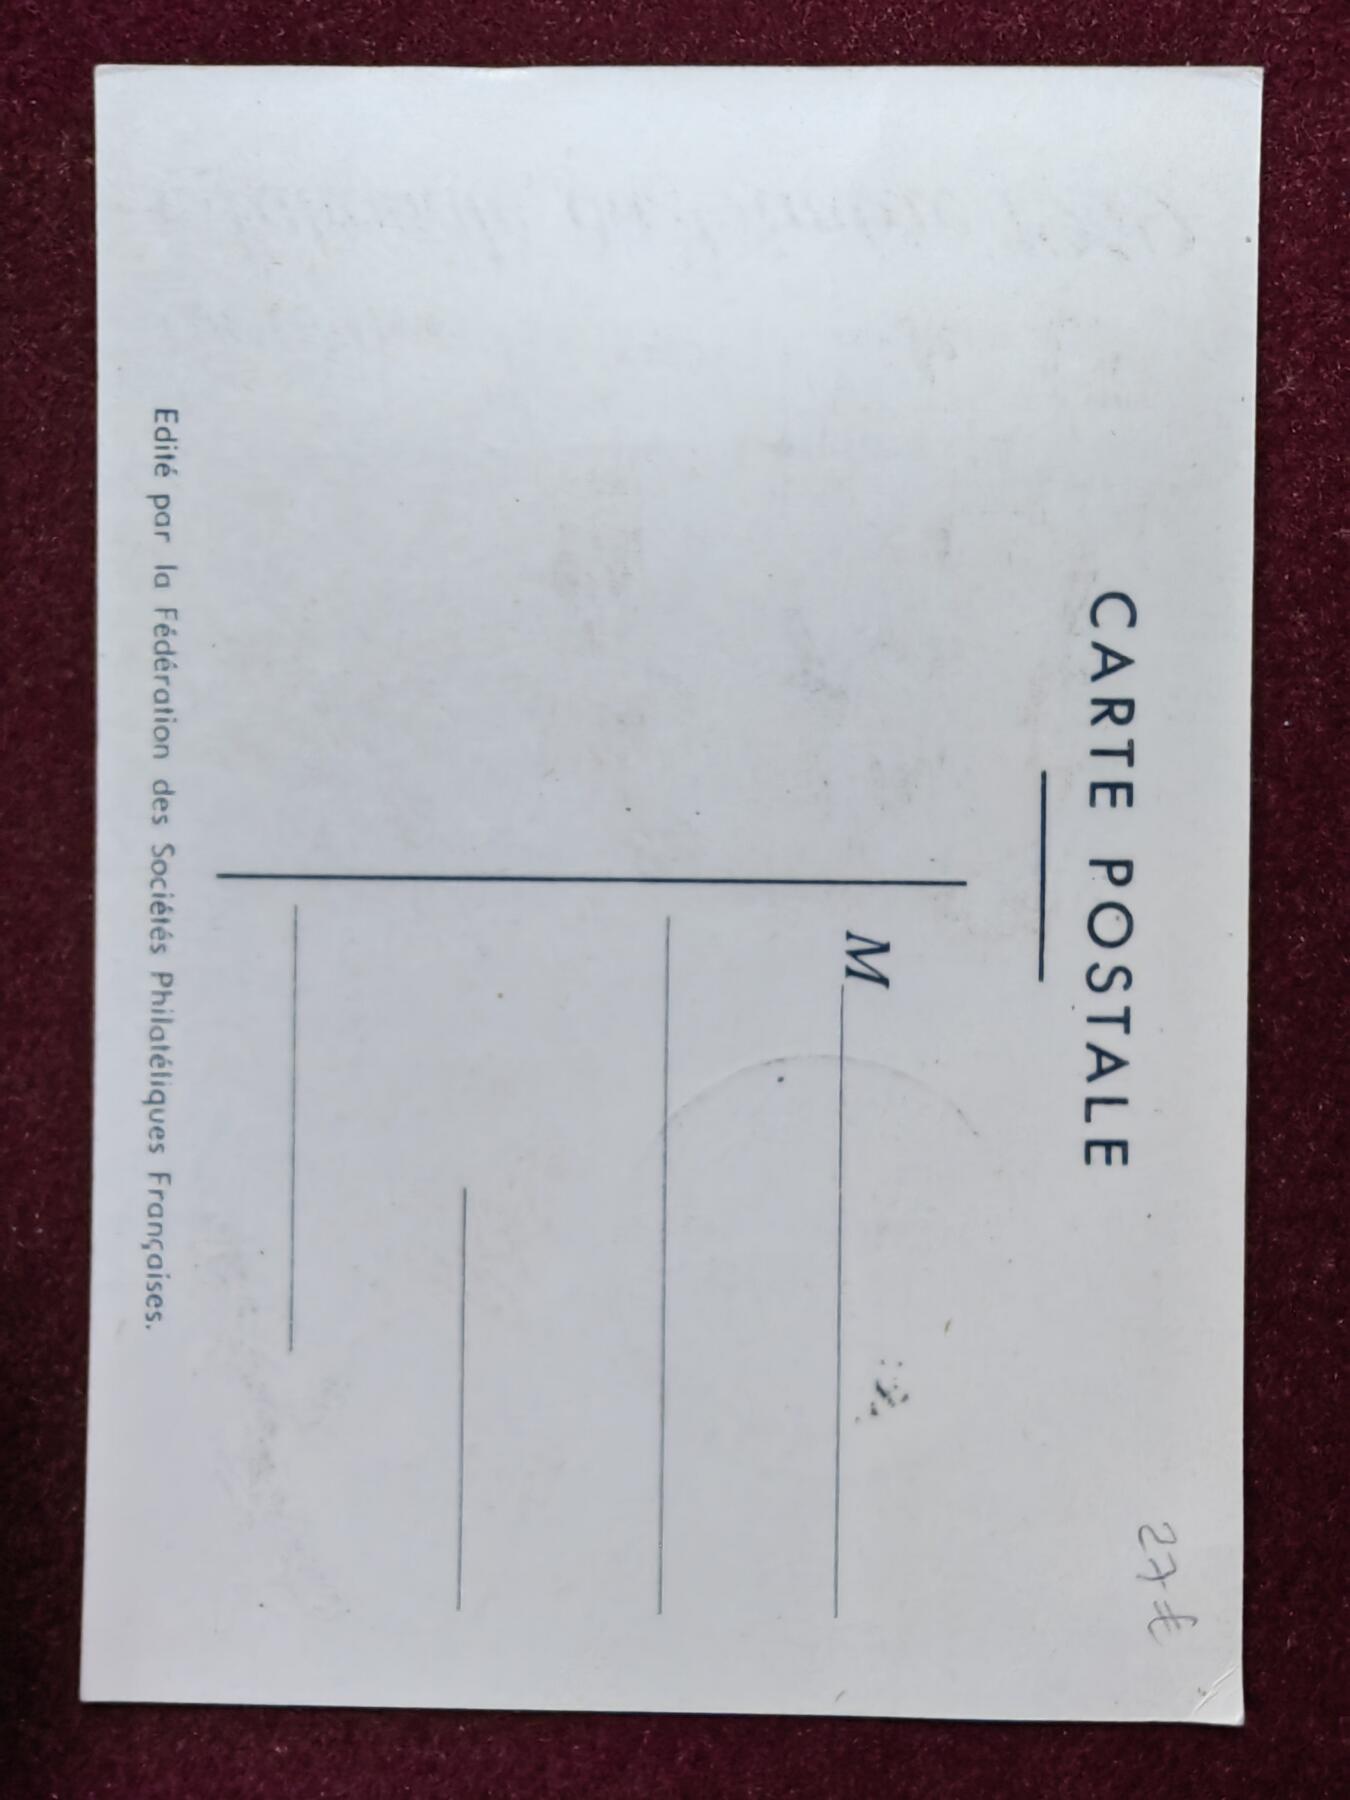 CARTE POSTALE
27 €
M
Edité par la Fédération des Sociétés Philatéliques Françaises.